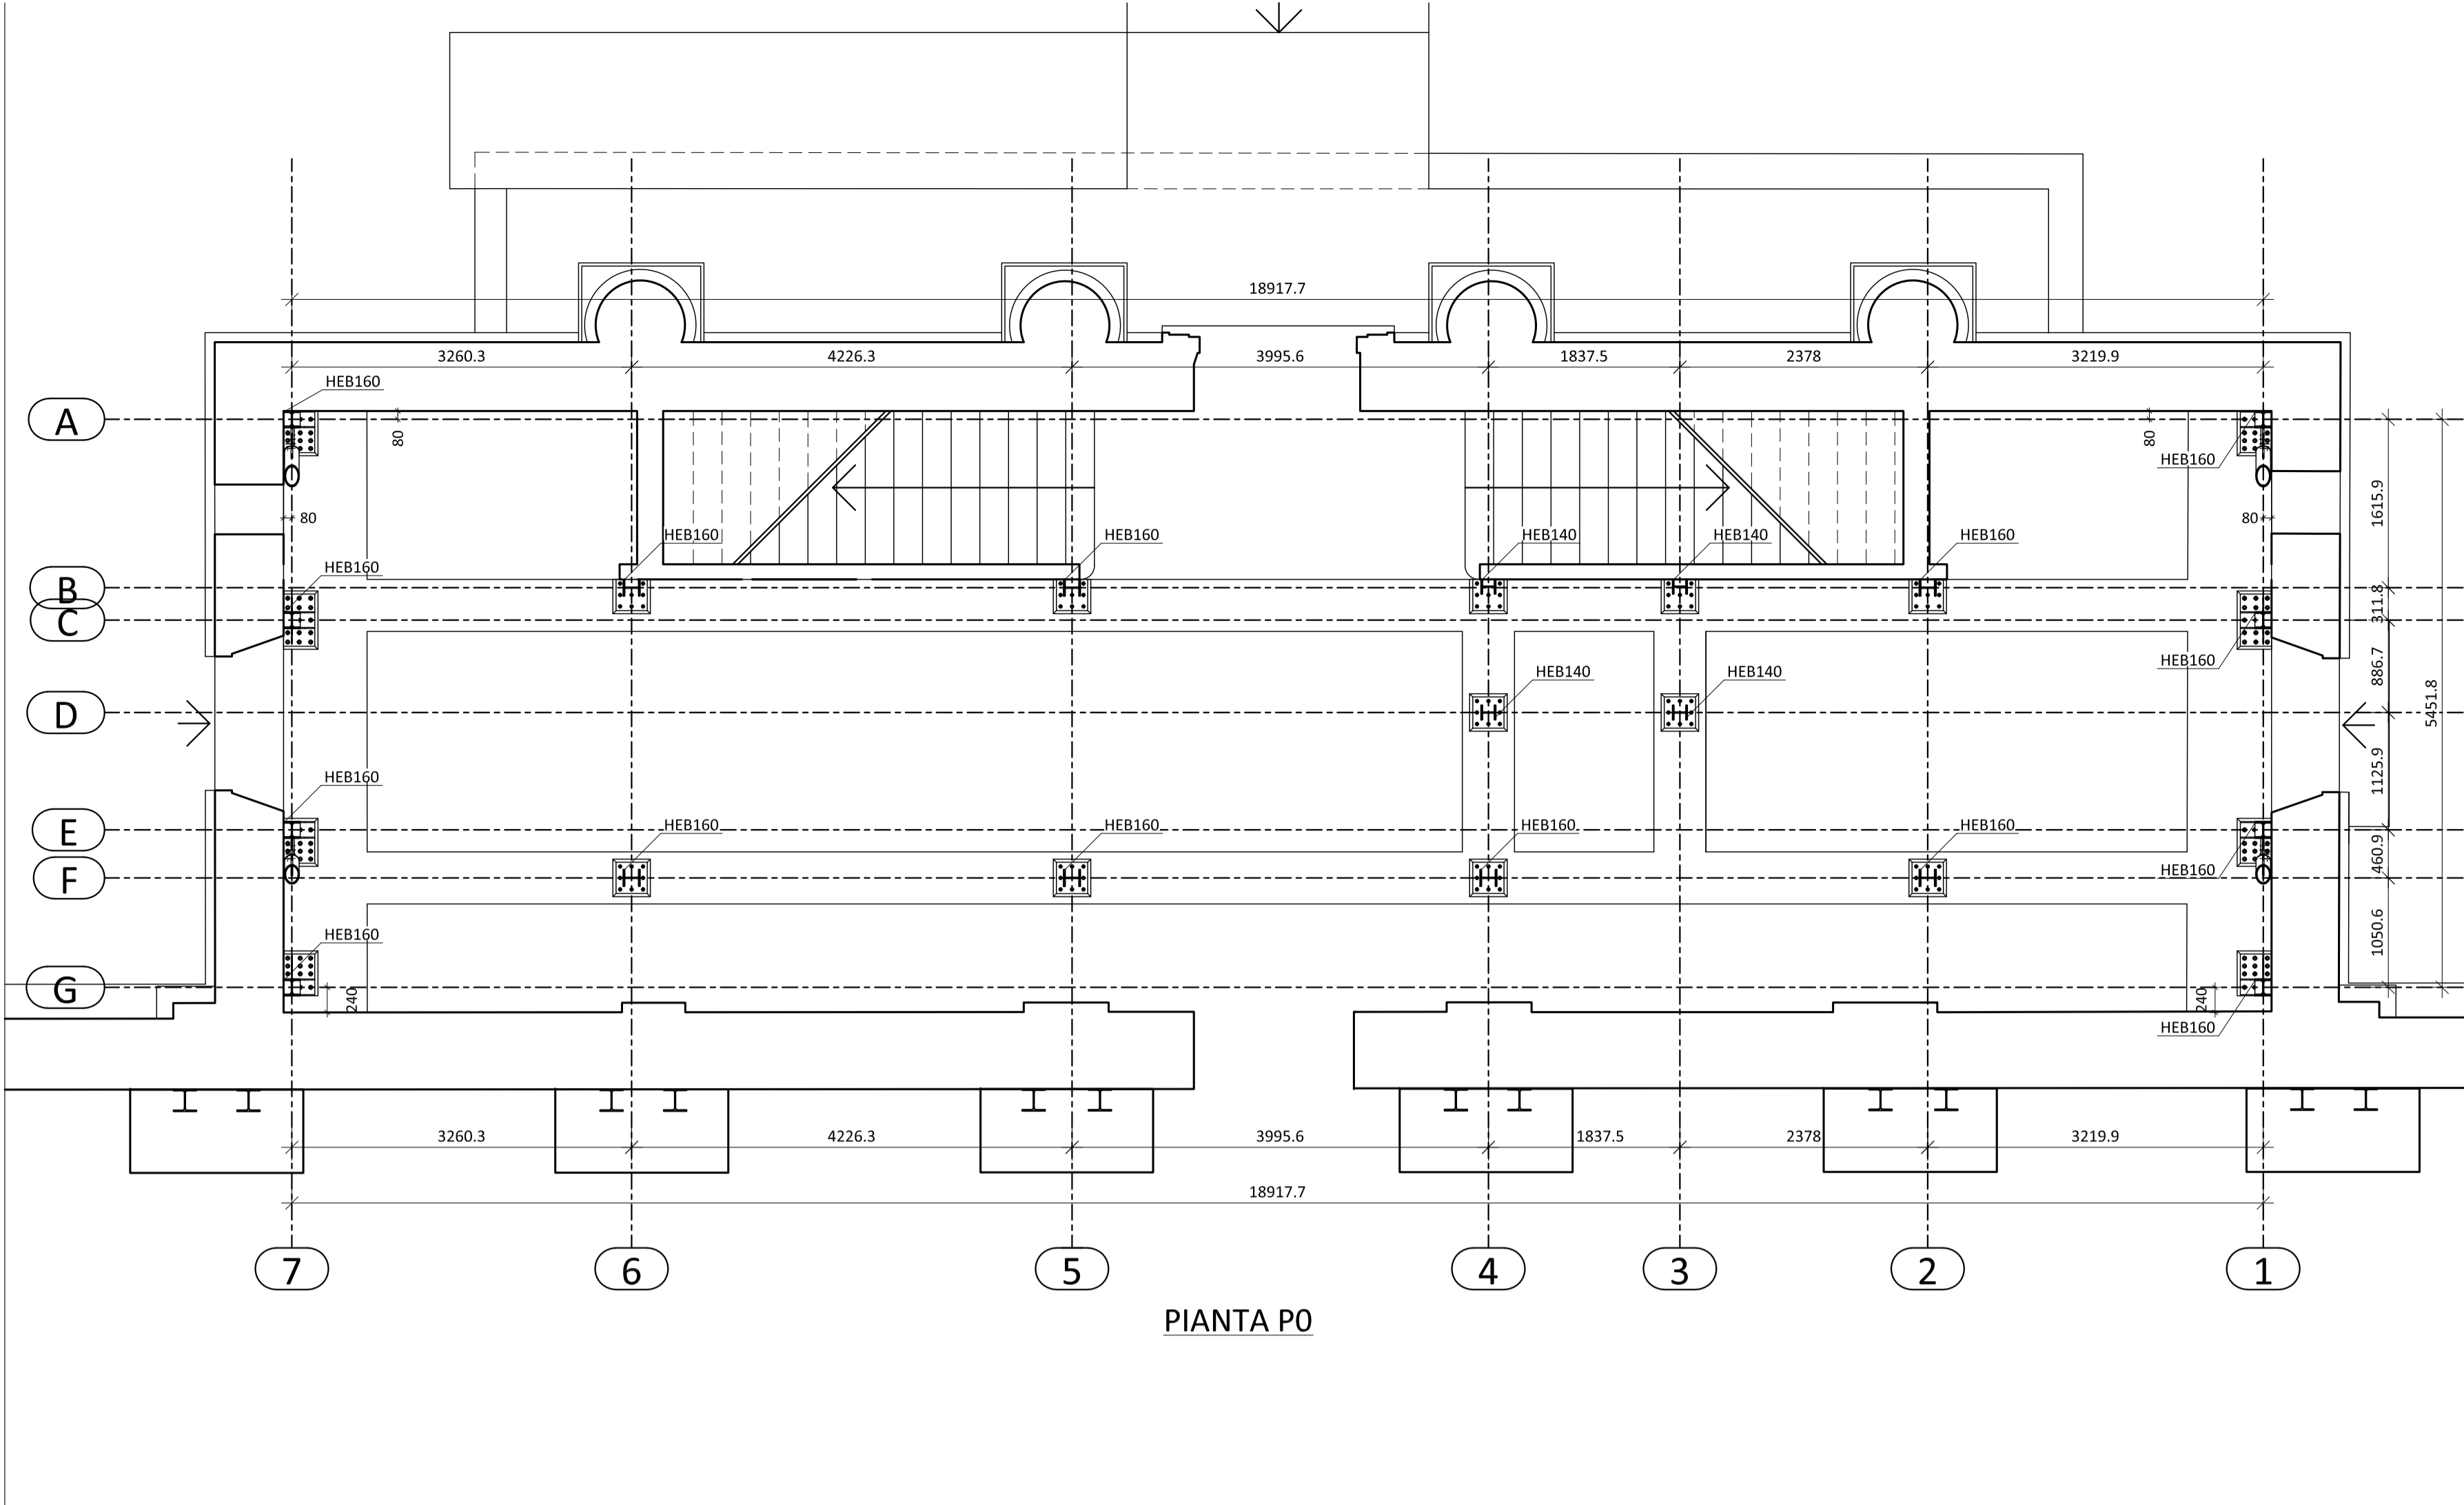 18917.7
3260.3 4226.3 3995.6 1837.5 2378 3219.9
HEB160
A
80
80
HEB160
80
80
1615.9
HEB160 HEB160 HEB140 HEB140 HEB160
HEB160
B
311.8
C
HEB160
HEB140 HEB140
886.7
D
5451.8
HEB160
1125.9
E
HEB160 HEB160 HEB160 HEB160
460.9
HEB160
F
HEB160
1050.6
G
240
240
HEB160
3260.3 4226.3 3995.6 1837.5 2378 3219.9
18917.7
7 6 5 4 3 2 1
PIANTA P0